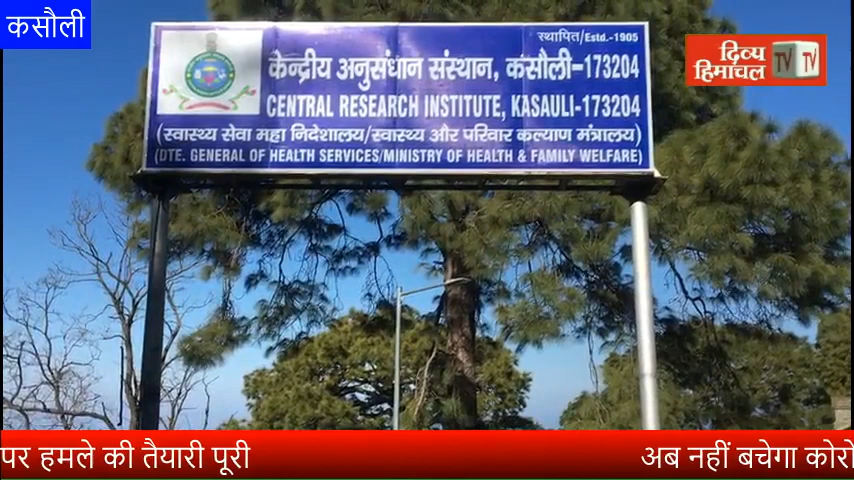 कसौली
स्थापित/Estd.-1905
केन्द्रीय अनुसंधान संस्थान, कसौली-173204
CENTRAL RESEARCH INSTITUTE, KASAULI-173204
(स्वास्थ्य सेवा महा निदेशालय/स्वास्थ्य और परिवार कल्याण मंत्रालय)
(DTE. GENERAL OF HEALTH SERVICES/MINISTRY OF HEALTH & FAMILY WELFARE)
दिव्य
हिमाचल
TV TV
पर हमले की तैयारी पूरी
अब नहीं बचेगा कोरो